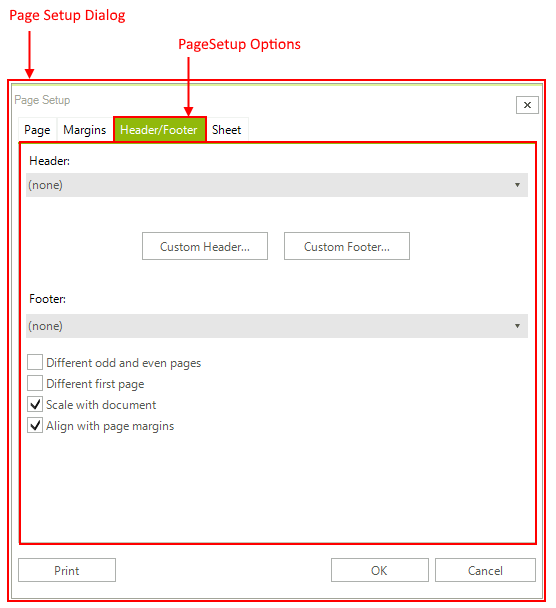 Page Setup Dialog
PageSetup Options
Page Setup
Page Margins Header/Footer Sheet
Header:
(none)
Custom Header... Custom Footer...
Footer:
(none)
Different odd and even pages
Different first page
Scale with document
Align with page margins
Print OK Cancel